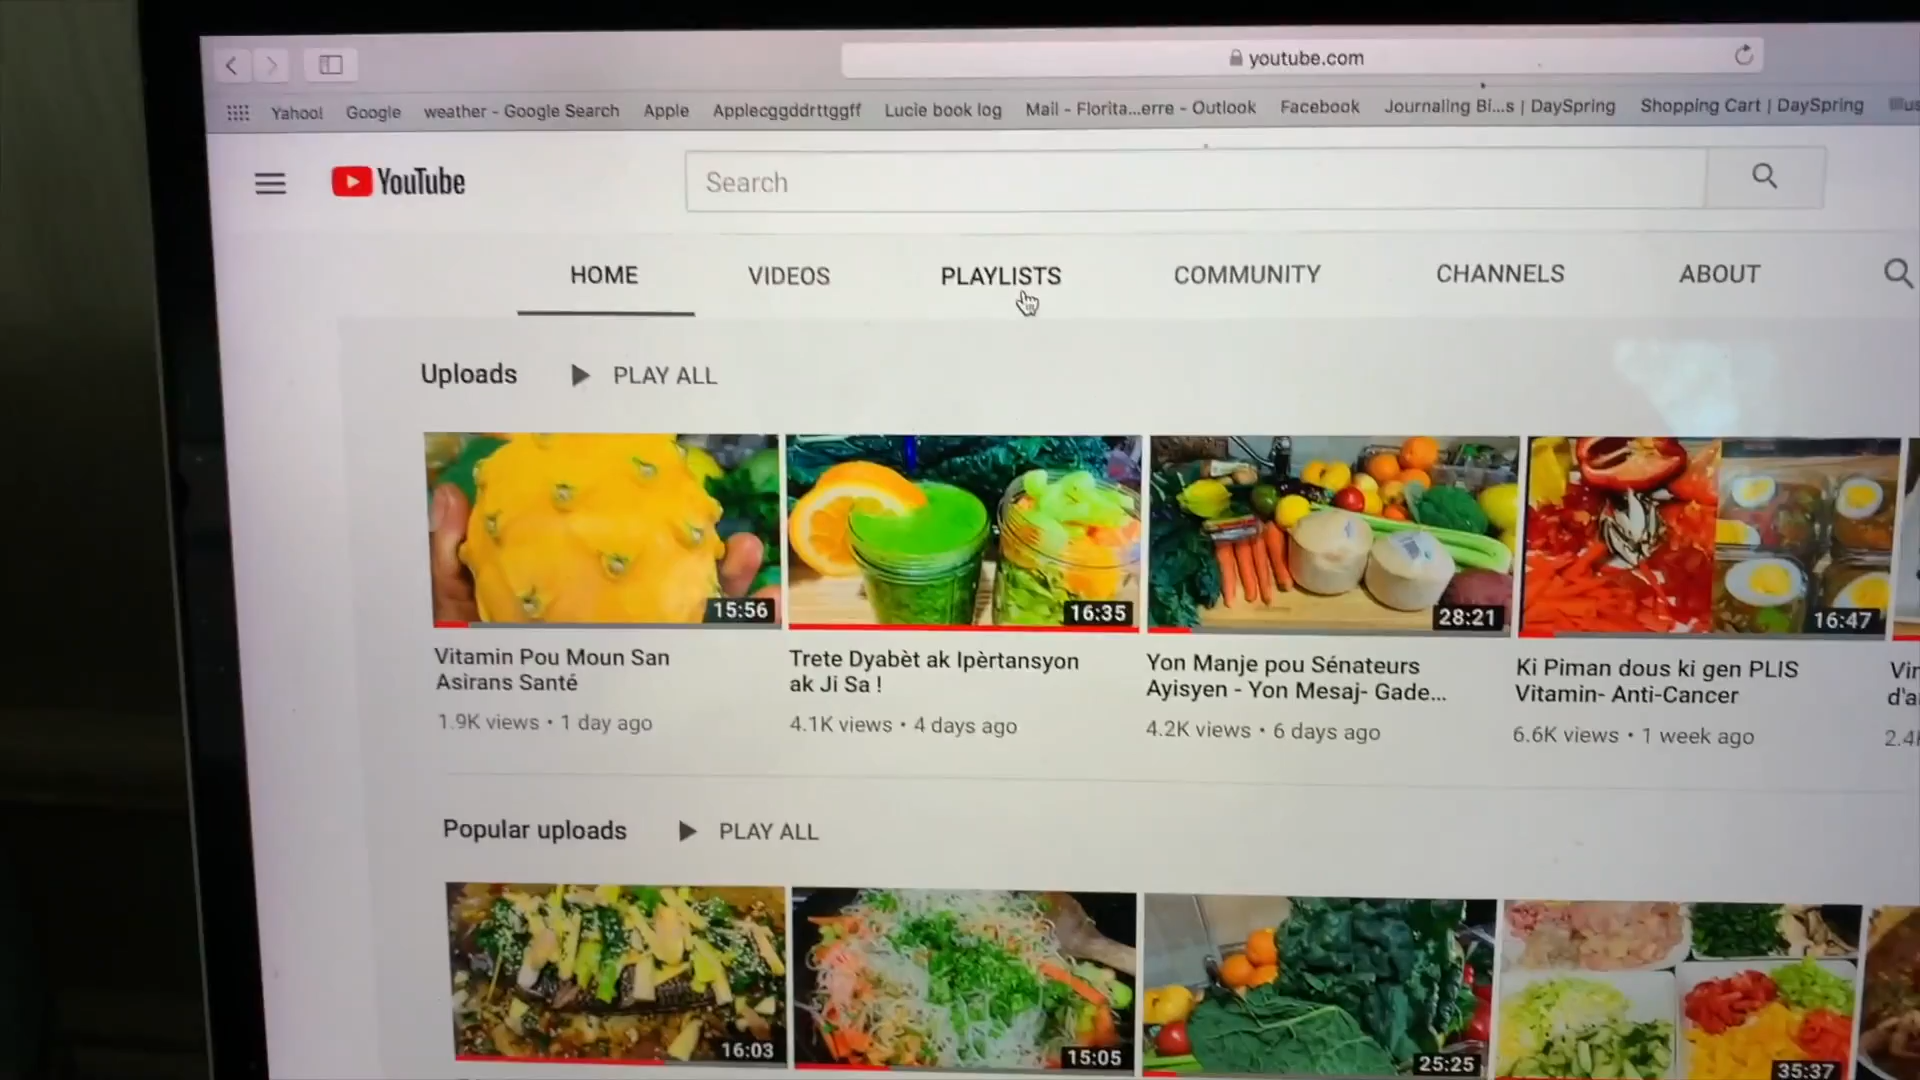 youtube.com
Yahoo! Google weather - Google Search Apple Applecggddrttggff Lucie book log Mail - Florita...erre - Outlook Facebook Journaling Bi...s | DaySpring Shopping Cart | DaySpring
YouTube Search
HOME VIDEOS PLAYLISTS COMMUNITY CHANNELS ABOUT
Uploads PLAY ALL
15:56 16:35 28:21 16:47
Vitamin Pou Moun San
Asirans Santé
1.9K views • 1 day ago
Trete Dyabèt ak Ipèrtansyon
ak Ji Sa !
4.1K views • 4 days ago
Yon Manje pou Sénateurs
Ayisyen - Yon Mesaj- Gade...
4.2K views • 6 days ago
Ki Piman dous ki gen PLIS
Vitamin- Anti-Cancer
6.6K views • 1 week ago
Popular uploads PLAY ALL
16:03 15:05 25:25 35:37